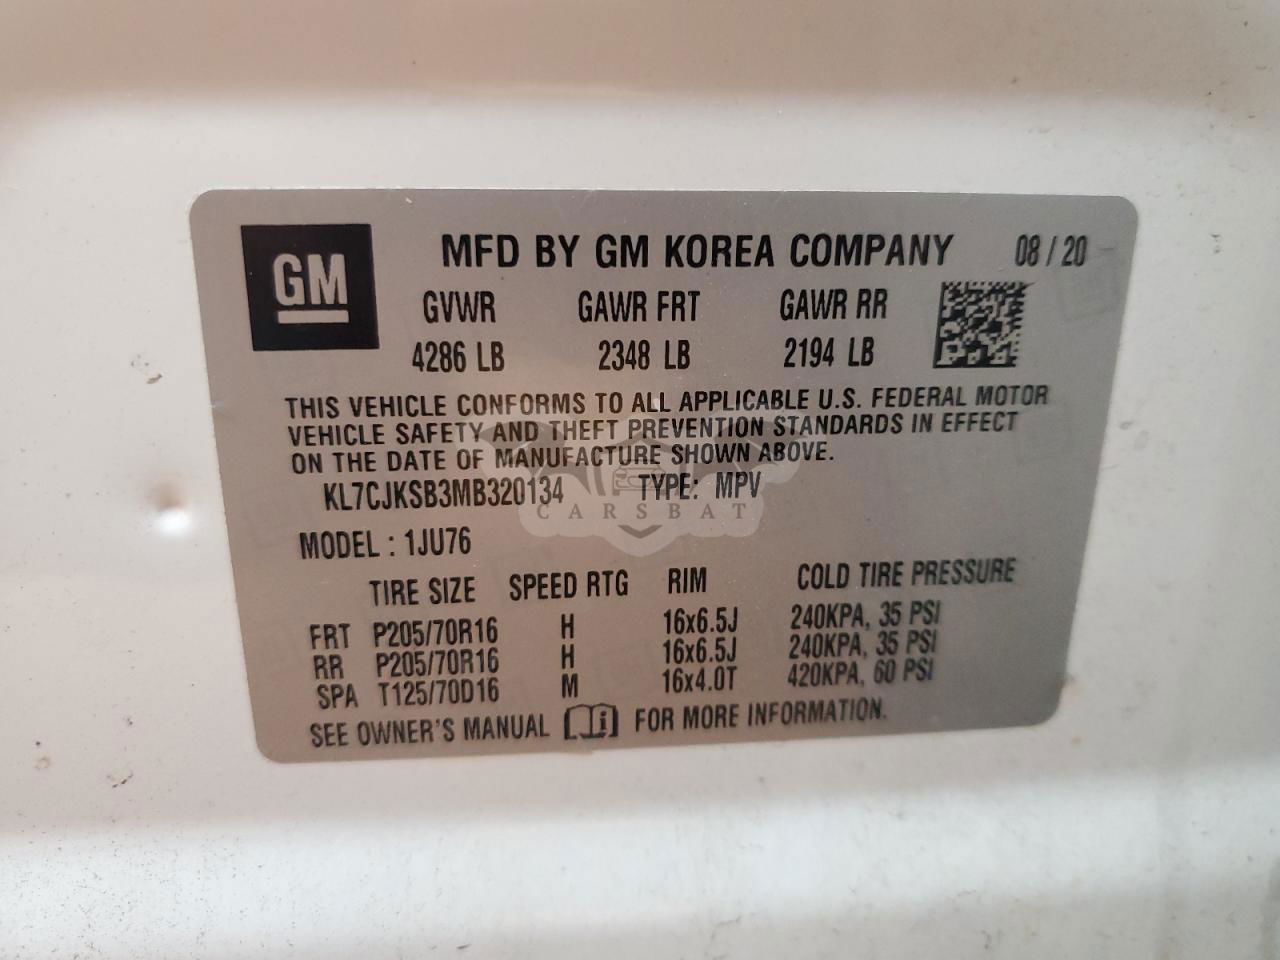 GM
MFD BY GM KOREA COMPANY 08 / 20
GVWR GAWR FRT GAWR RR
4286 LB 2348 LB 2194 LB
THIS VEHICLE CONFORMS TO ALL APPLICABLE U.S. FEDERAL MOTOR
VEHICLE SAFETY AND THEFT PREVENTION STANDARDS IN EFFECT
ON THE DATE OF MANUFACTURE SHOWN ABOVE.
KL7CJKSB3MB320134 TYPE: MPV
CARSBAT
MODEL : 1JU76
TIRE SIZE SPEED RTG RIM COLD TIRE PRESSURE
FRT P205/70R16 H 16x6.5J 240KPA, 35 PSI
RR P205/70R16 H 16x6.5J 240KPA, 35 PSI
SPA T125/70D16 M 16x4.0T 420KPA, 60 PSI
SEE OWNER'S MANUAL i FOR MORE INFORMATION.